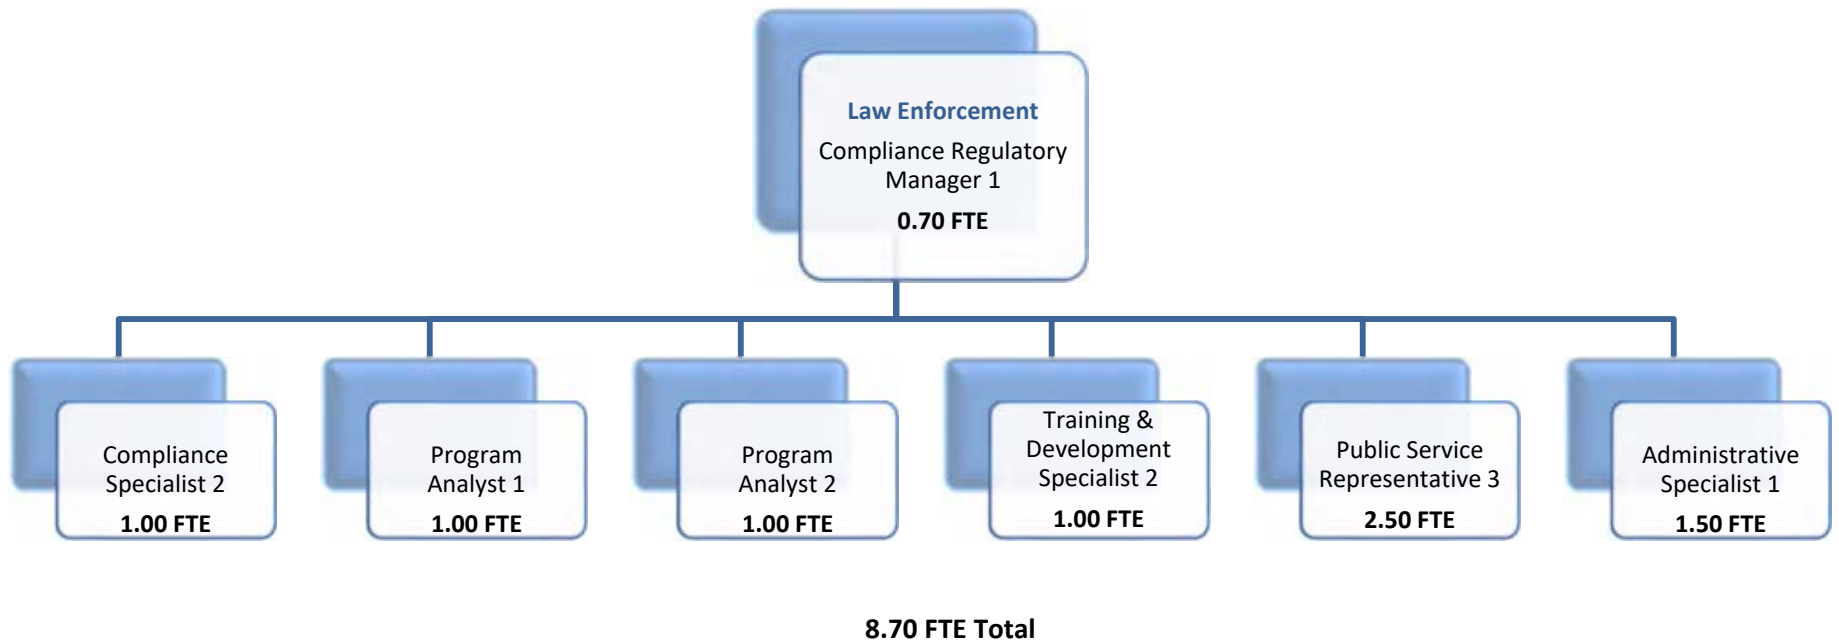 Law Enforcement
Compliance Regulatory
Manager 1
0.70 FTE
Compliance
Specialist 2
1.00 FTE
Program
Analyst 1
1.00 FTE
Program
Analyst 2
1.00 FTE
Training &
Development
Specialist 2
1.00 FTE
Public Service
Representative 3
2.50 FTE
Administrative
Specialist 1
1.50 FTE
8.70 FTE Total